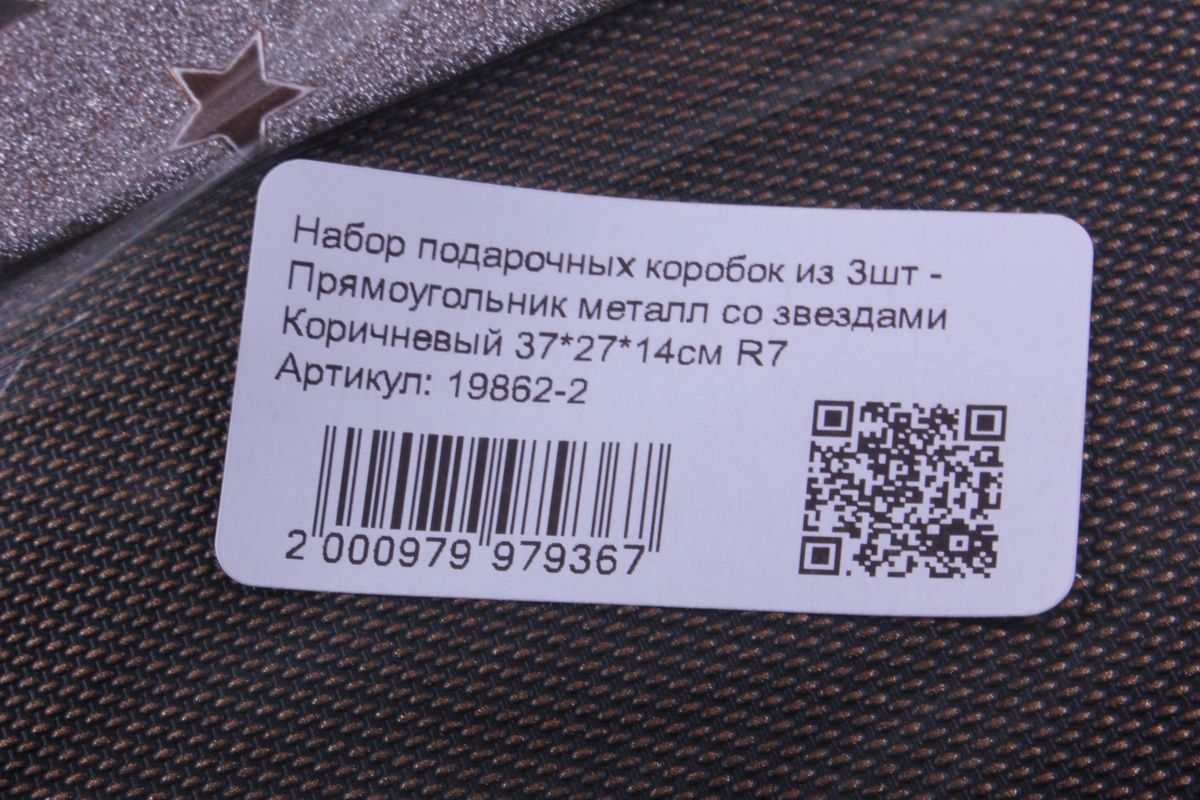 Набор подарочных коробок из 3шт -
Прямоугольник металл со звездами
Коричневый 37*27*14см R7
Артикул: 19862-2
2 000979 979367